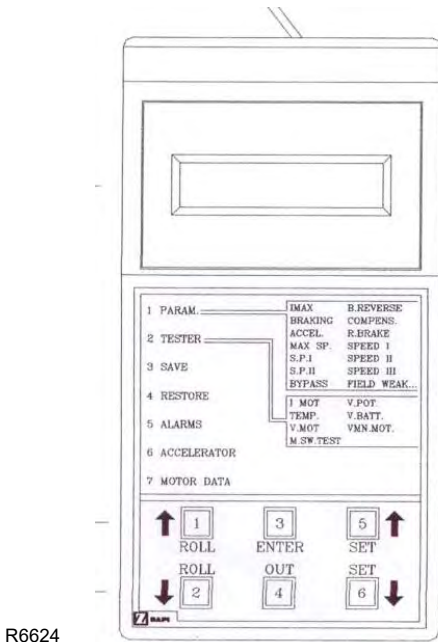 1 PARAM.
2 TESTER
3 SAVE
4 RESTORE
5 ALARMS
6 ACCELERATOR
7 MOTOR DATA
IMAX B.REVERSE
BRAKING COMPENS.
ACCEL. R.BRAKE
MAX SP. SPEED I
S.P.I SPEED II
S.P.II SPEED III
BYPASS FIELD WEAK...
I MOT V.POT.
TEMP. V.BATT.
V.MOT VMN.MOT.
M.SW.TEST
1 3 5
ROLL ENTER SET
ROLL OUT SET
2 4 6
ZAPI
R6624